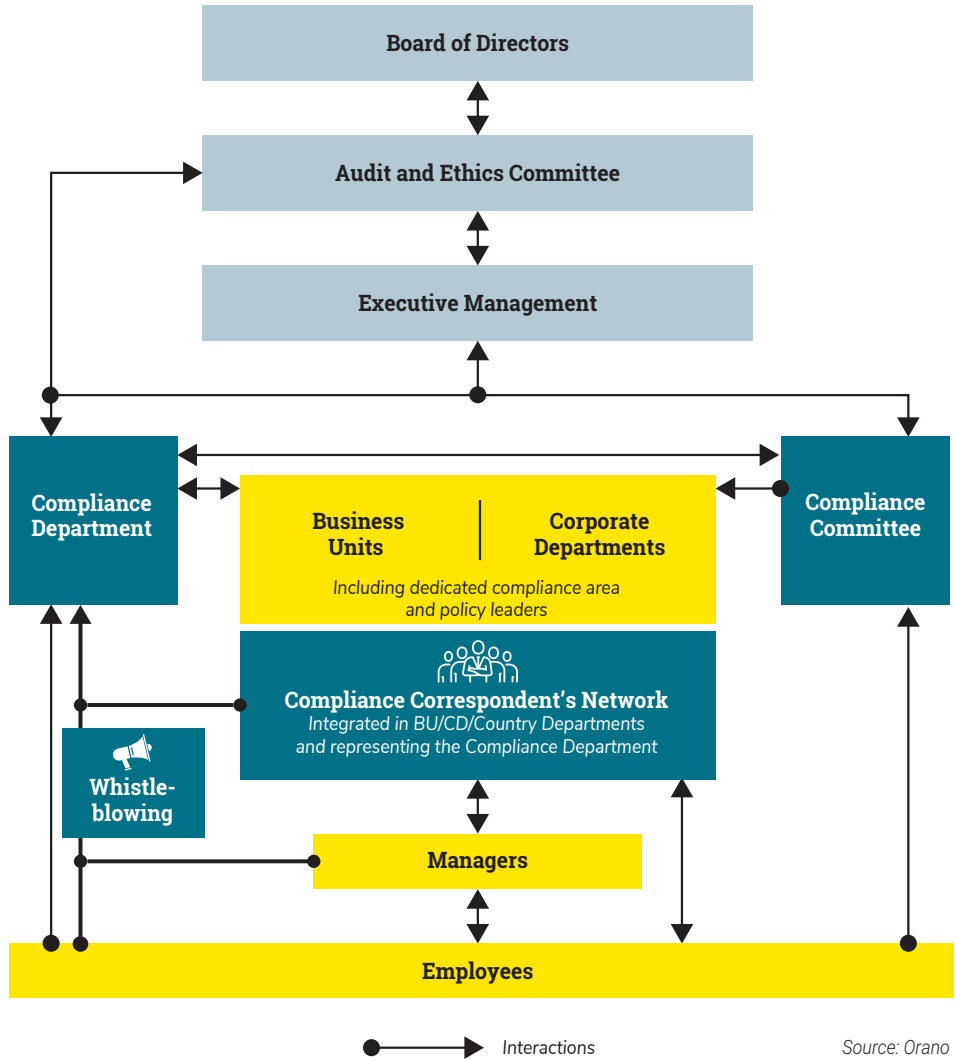 Board of Directors
Audit and Ethics Committee
Executive Management
Compliance
Department
Business
Units
Corporate
Departments
Including dedicated compliance area
and policy leaders
Compliance
Committee
Compliance Correspondent’s Network
Integrated in BU/CD/Country Departments
and representing the Compliance Department
Whistle-
blowing
Managers
Employees
Interactions
Source: Orano